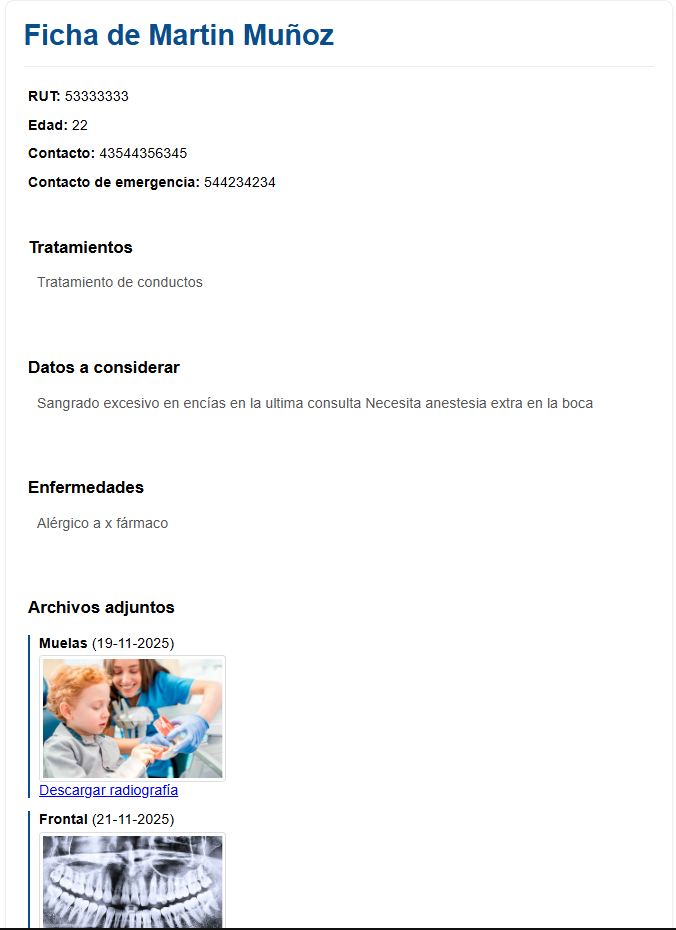 Ficha de Martin Muñoz
RUT: 53333333
Edad: 22
Contacto: 43544356345
Contacto de emergencia: 544234234
Tratamientos
Tratamiento de conductos
Datos a considerar
Sangrado excesivo en encías en la ultima consulta Necesita anestesia extra en la boca
Enfermedades
Alérgico a x fármaco
Archivos adjuntos
Muelas (19-11-2025)
Descargar radiografía
Frontal (21-11-2025)